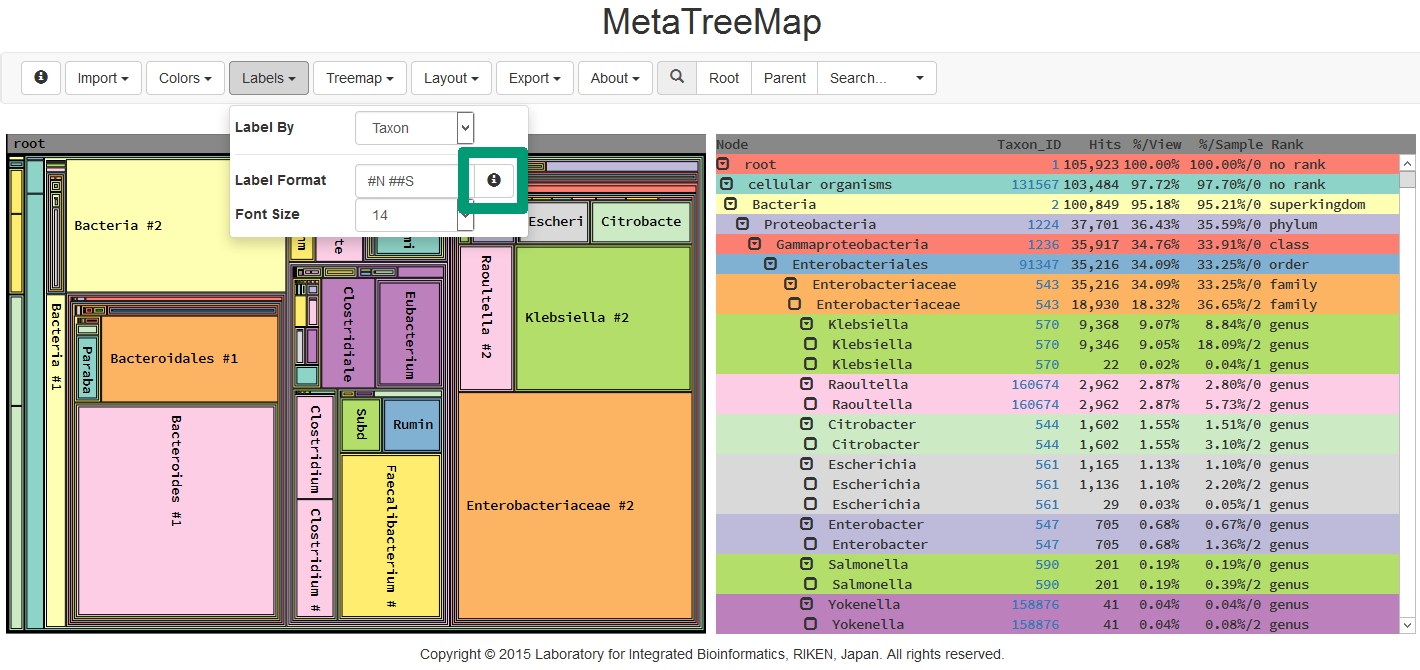 MetaTreeMap
Import Colors Labels Treemap Layout Export About Root Parent Search...
Label By Taxon
Label Format #N ##S
Font Size 14
root
Bacteria #2
Bacteria #1
Bacteroidales #1
Paraba
Bacteroides #1
mm
te
mi
Clostridiale
Eubacterium
Clostridium
Clostridium #
Subd
Rumin
Faecalibacterium #
Escheri
Citrobacte
Raoultella #2
Klebsiella #2
Enterobacteriaceae #2
Node Taxon_ID Hits %/View %/Sample Rank
root 1 105,923 100.00% 100.00%/0 no rank
cellular organisms 131567 103,484 97.72% 97.70%/0 no rank
Bacteria 2 100,849 95.18% 95.21%/0 superkingdom
Proteobacteria 1224 37,701 36.43% 35.59%/0 phylum
Gammaproteobacteria 1236 35,917 34.76% 33.91%/0 class
Enterobacteriales 91347 35,216 34.09% 33.25%/0 order
Enterobacteriaceae 543 35,216 34.09% 33.25%/0 family
Enterobacteriaceae 543 18,930 18.32% 36.65%/2 family
Klebsiella 570 9,368 9.07% 8.84%/0 genus
Klebsiella 570 9,346 9.05% 18.09%/2 genus
Klebsiella 570 22 0.02% 0.04%/1 genus
Raoultella 160674 2,962 2.87% 2.80%/0 genus
Raoultella 160674 2,962 2.87% 5.73%/2 genus
Citrobacter 544 1,602 1.55% 1.51%/0 genus
Citrobacter 544 1,602 1.55% 3.10%/2 genus
Escherichia 561 1,165 1.13% 1.10%/0 genus
Escherichia 561 1,136 1.10% 2.20%/2 genus
Escherichia 561 29 0.03% 0.05%/1 genus
Enterobacter 547 705 0.68% 0.67%/0 genus
Enterobacter 547 705 0.68% 1.36%/2 genus
Salmonella 590 201 0.19% 0.19%/0 genus
Salmonella 590 201 0.19% 0.39%/2 genus
Yokenella 158876 41 0.04% 0.04%/0 genus
Yokenella 158876 41 0.04% 0.08%/2 genus
Copyright © 2015 Laboratory for Integrated Bioinformatics, RIKEN, Japan. All rights reserved.